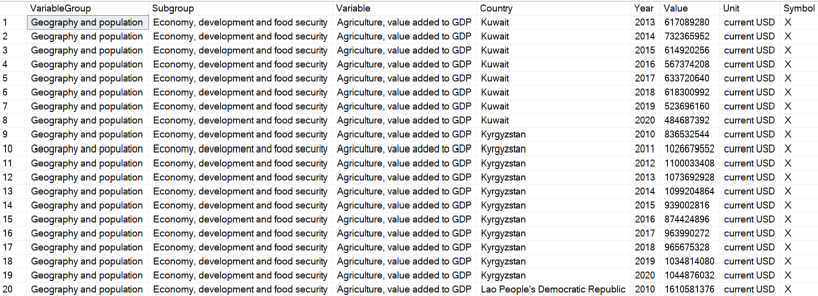 VariableGroup Subgroup Variable Country Year Value Unit Symbol
1 Geography and population Economy, development and food security Agriculture, value added to GDP Kuwait 2013 617089280 current USD X
2 Geography and population Economy, development and food security Agriculture, value added to GDP Kuwait 2014 732365952 current USD X
3 Geography and population Economy, development and food security Agriculture, value added to GDP Kuwait 2015 614920256 current USD X
4 Geography and population Economy, development and food security Agriculture, value added to GDP Kuwait 2016 567374208 current USD X
5 Geography and population Economy, development and food security Agriculture, value added to GDP Kuwait 2017 633720640 current USD X
6 Geography and population Economy, development and food security Agriculture, value added to GDP Kuwait 2018 618300992 current USD X
7 Geography and population Economy, development and food security Agriculture, value added to GDP Kuwait 2019 523696160 current USD X
8 Geography and population Economy, development and food security Agriculture, value added to GDP Kuwait 2020 484687392 current USD X
9 Geography and population Economy, development and food security Agriculture, value added to GDP Kyrgyzstan 2010 836532544 current USD X
10 Geography and population Economy, development and food security Agriculture, value added to GDP Kyrgyzstan 2011 1026679552 current USD X
11 Geography and population Economy, development and food security Agriculture, value added to GDP Kyrgyzstan 2012 1100033408 current USD X
12 Geography and population Economy, development and food security Agriculture, value added to GDP Kyrgyzstan 2013 1073692928 current USD X
13 Geography and population Economy, development and food security Agriculture, value added to GDP Kyrgyzstan 2014 1099204864 current USD X
14 Geography and population Economy, development and food security Agriculture, value added to GDP Kyrgyzstan 2015 939002816 current USD X
15 Geography and population Economy, development and food security Agriculture, value added to GDP Kyrgyzstan 2016 874424896 current USD X
16 Geography and population Economy, development and food security Agriculture, value added to GDP Kyrgyzstan 2017 963990272 current USD X
17 Geography and population Economy, development and food security Agriculture, value added to GDP Kyrgyzstan 2018 965675328 current USD X
18 Geography and population Economy, development and food security Agriculture, value added to GDP Kyrgyzstan 2019 1034814080 current USD X
19 Geography and population Economy, development and food security Agriculture, value added to GDP Kyrgyzstan 2020 1044876032 current USD X
20 Geography and population Economy, development and food security Agriculture, value added to GDP Lao People's Democratic Republic 2010 1610581376 current USD X